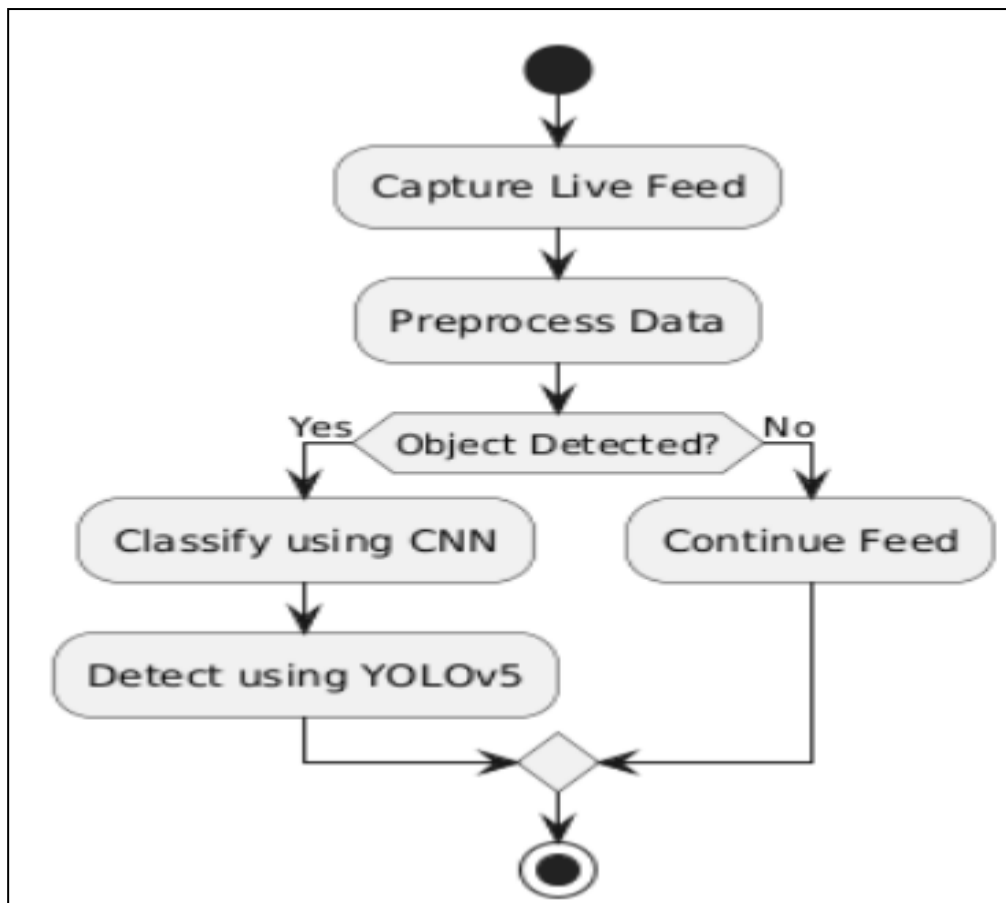 Capture Live Feed
Preprocess Data
Yes
Object Detected?
No
Classify using CNN
Continue Feed
Detect using YOLOv5